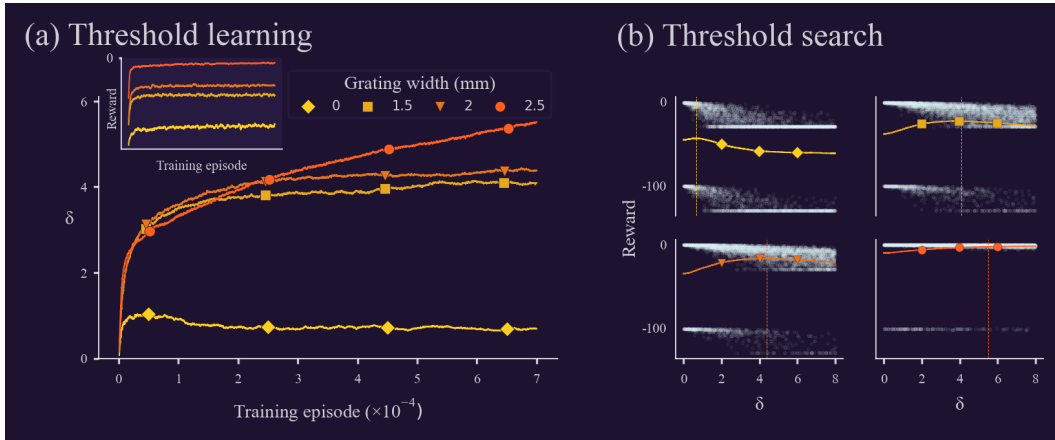 (a) Threshold learning
(b) Threshold search
0
Reward
Training episode
Grating width (mm)
0 1.5 2 2.5
6
4
δ
2
0
0 1 2 3 4 5 6 7
Training episode (×10⁻⁴)
0
-100
Reward
0
-100
0 2 4 6 8
0 2 4 6 8
δ
δ